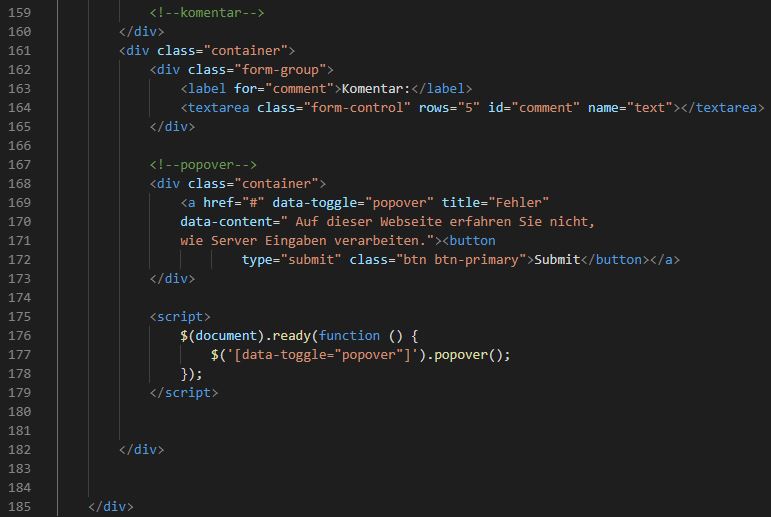 159 <!--komentar-->
160 </div>
161 <div class="container">
162 <div class="form-group">
163 <label for="comment">Komentar:</label>
164 <textarea class="form-control" rows="5" id="comment" name="text"></textarea>
165 </div>
166
167 <!--popover-->
168 <div class="container">
169 <a href="#" data-toggle="popover" title="Fehler"
170 data-content=" Auf dieser Webseite erfahren Sie nicht,
171 wie Server Eingaben verarbeiten."><button
172 type="submit" class="btn btn-primary">Submit</button></a>
173 </div>
174
175 <script>
176 $(document).ready(function () {
177 $('[data-toggle="popover"]').popover();
178 });
179 </script>
180
181
182 </div>
183
184
185 </div>